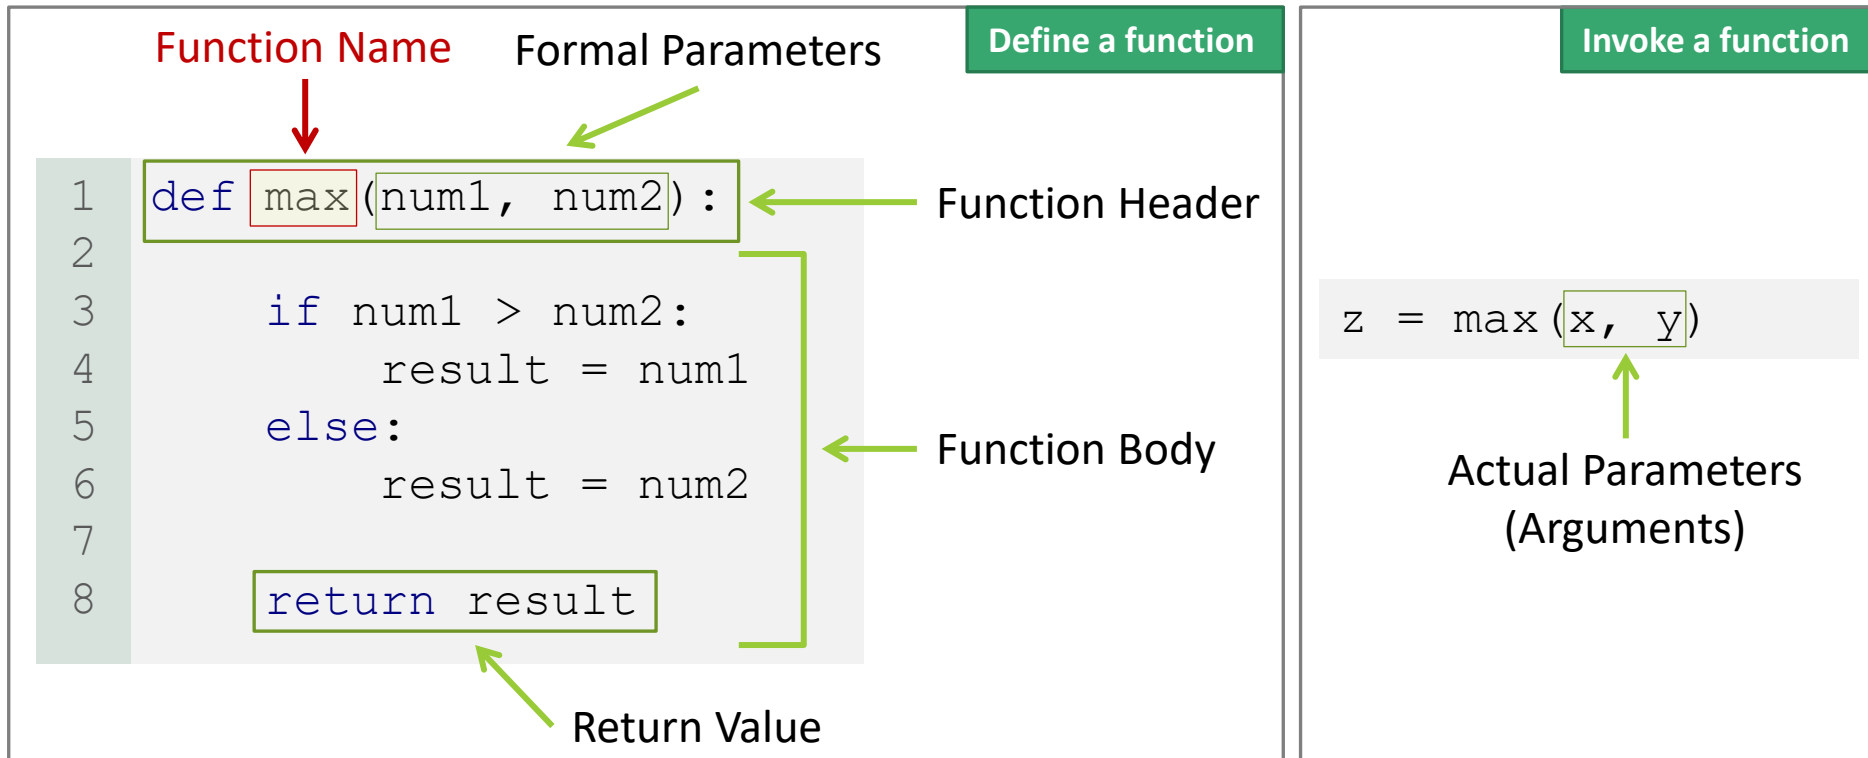 Function Name
Formal Parameters
Define a function
1 def max(num1, num2):
Function Header
2
3 if num1 > num2:
4 result = num1
5 else:
Function Body
6 result = num2
7
8 return result
Return Value
Invoke a function
z = max(x, y)
Actual Parameters
(Arguments)